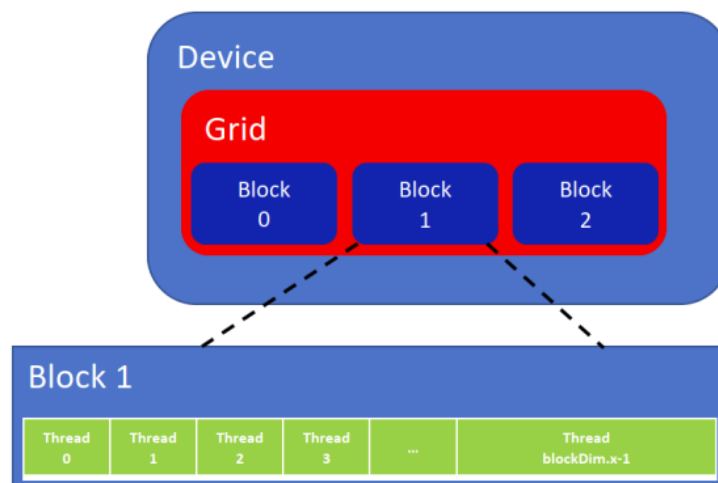 Device
Grid
Block
0
Block
1
Block
2
Block 1
Thread
0
Thread
1
Thread
2
Thread
3
...
Thread
blockDim.x-1